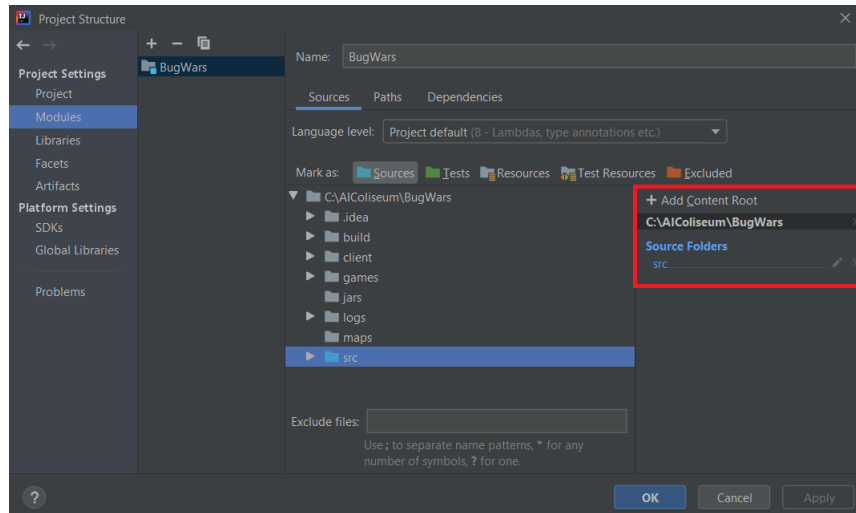 Project Structure
Project Settings
Project
Modules
Libraries
Facets
Artifacts
Platform Settings
SDKs
Global Libraries
Problems
BugWars
Name: BugWars
Sources Paths Dependencies
Language level: Project default (8 - Lambdas, type annotations etc.)
Mark as: Sources Tests Resources Test Resources Excluded
C:\AIColiseum\BugWars
.idea
build
client
games
jars
logs
maps
src
+ Add Content Root
C:\AIColiseum\BugWars
Source Folders
src
Exclude files:
Use ; to separate name patterns, * for any
number of symbols, ? for one.
? OK Cancel Apply